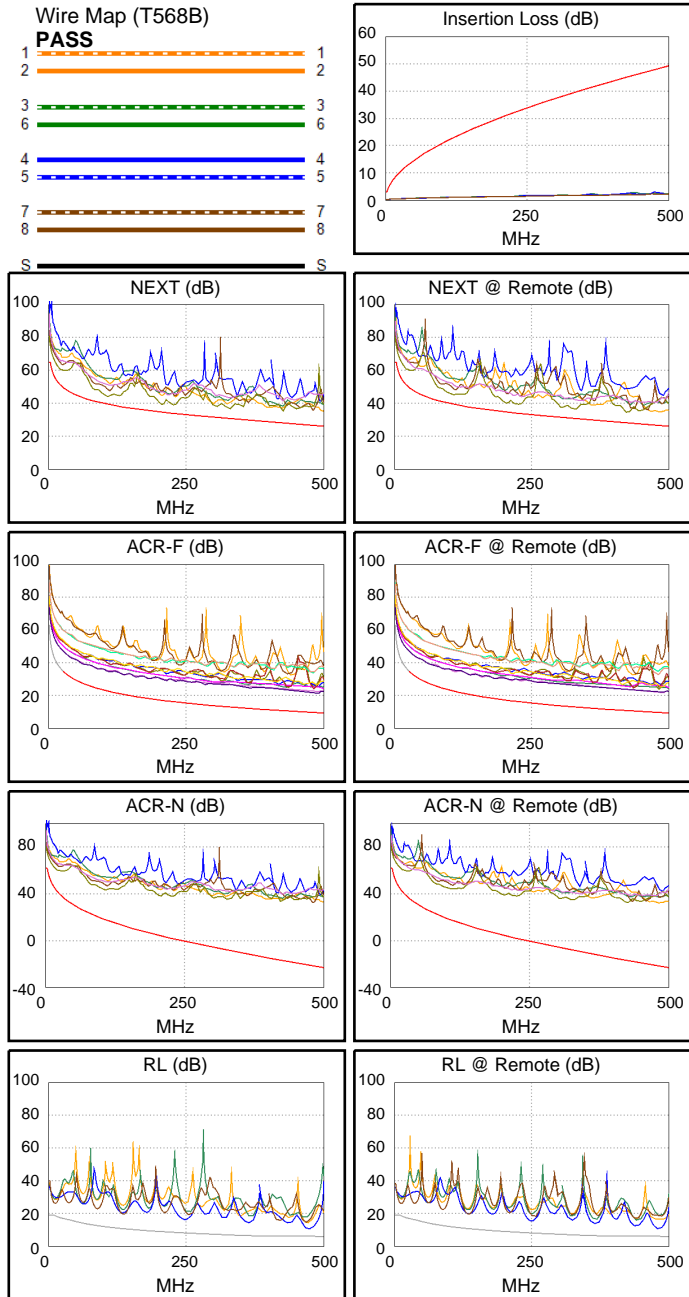 Wire Map (T568B)
PASS
1 1
2 2
3 3
6 6
4 4
5 5
7 7
8 8
S S
Insertion Loss (dB)
60
50
40
30
20
10
0
0 250 500
MHz
NEXT (dB)
100
80
60
40
20
0
0 250 500
MHz
NEXT @ Remote (dB)
100
80
60
40
20
0
0 250 500
MHz
ACR-F (dB)
100
80
60
40
20
0
0 250 500
MHz
ACR-F @ Remote (dB)
100
80
60
40
20
0
0 250 500
MHz
ACR-N (dB)
80
40
0
-40
0 250 500
MHz
ACR-N @ Remote (dB)
80
40
0
-40
0 250 500
MHz
RL (dB)
100
80
60
40
20
0
0 250 500
MHz
RL @ Remote (dB)
100
80
60
40
20
0
0 250 500
MHz